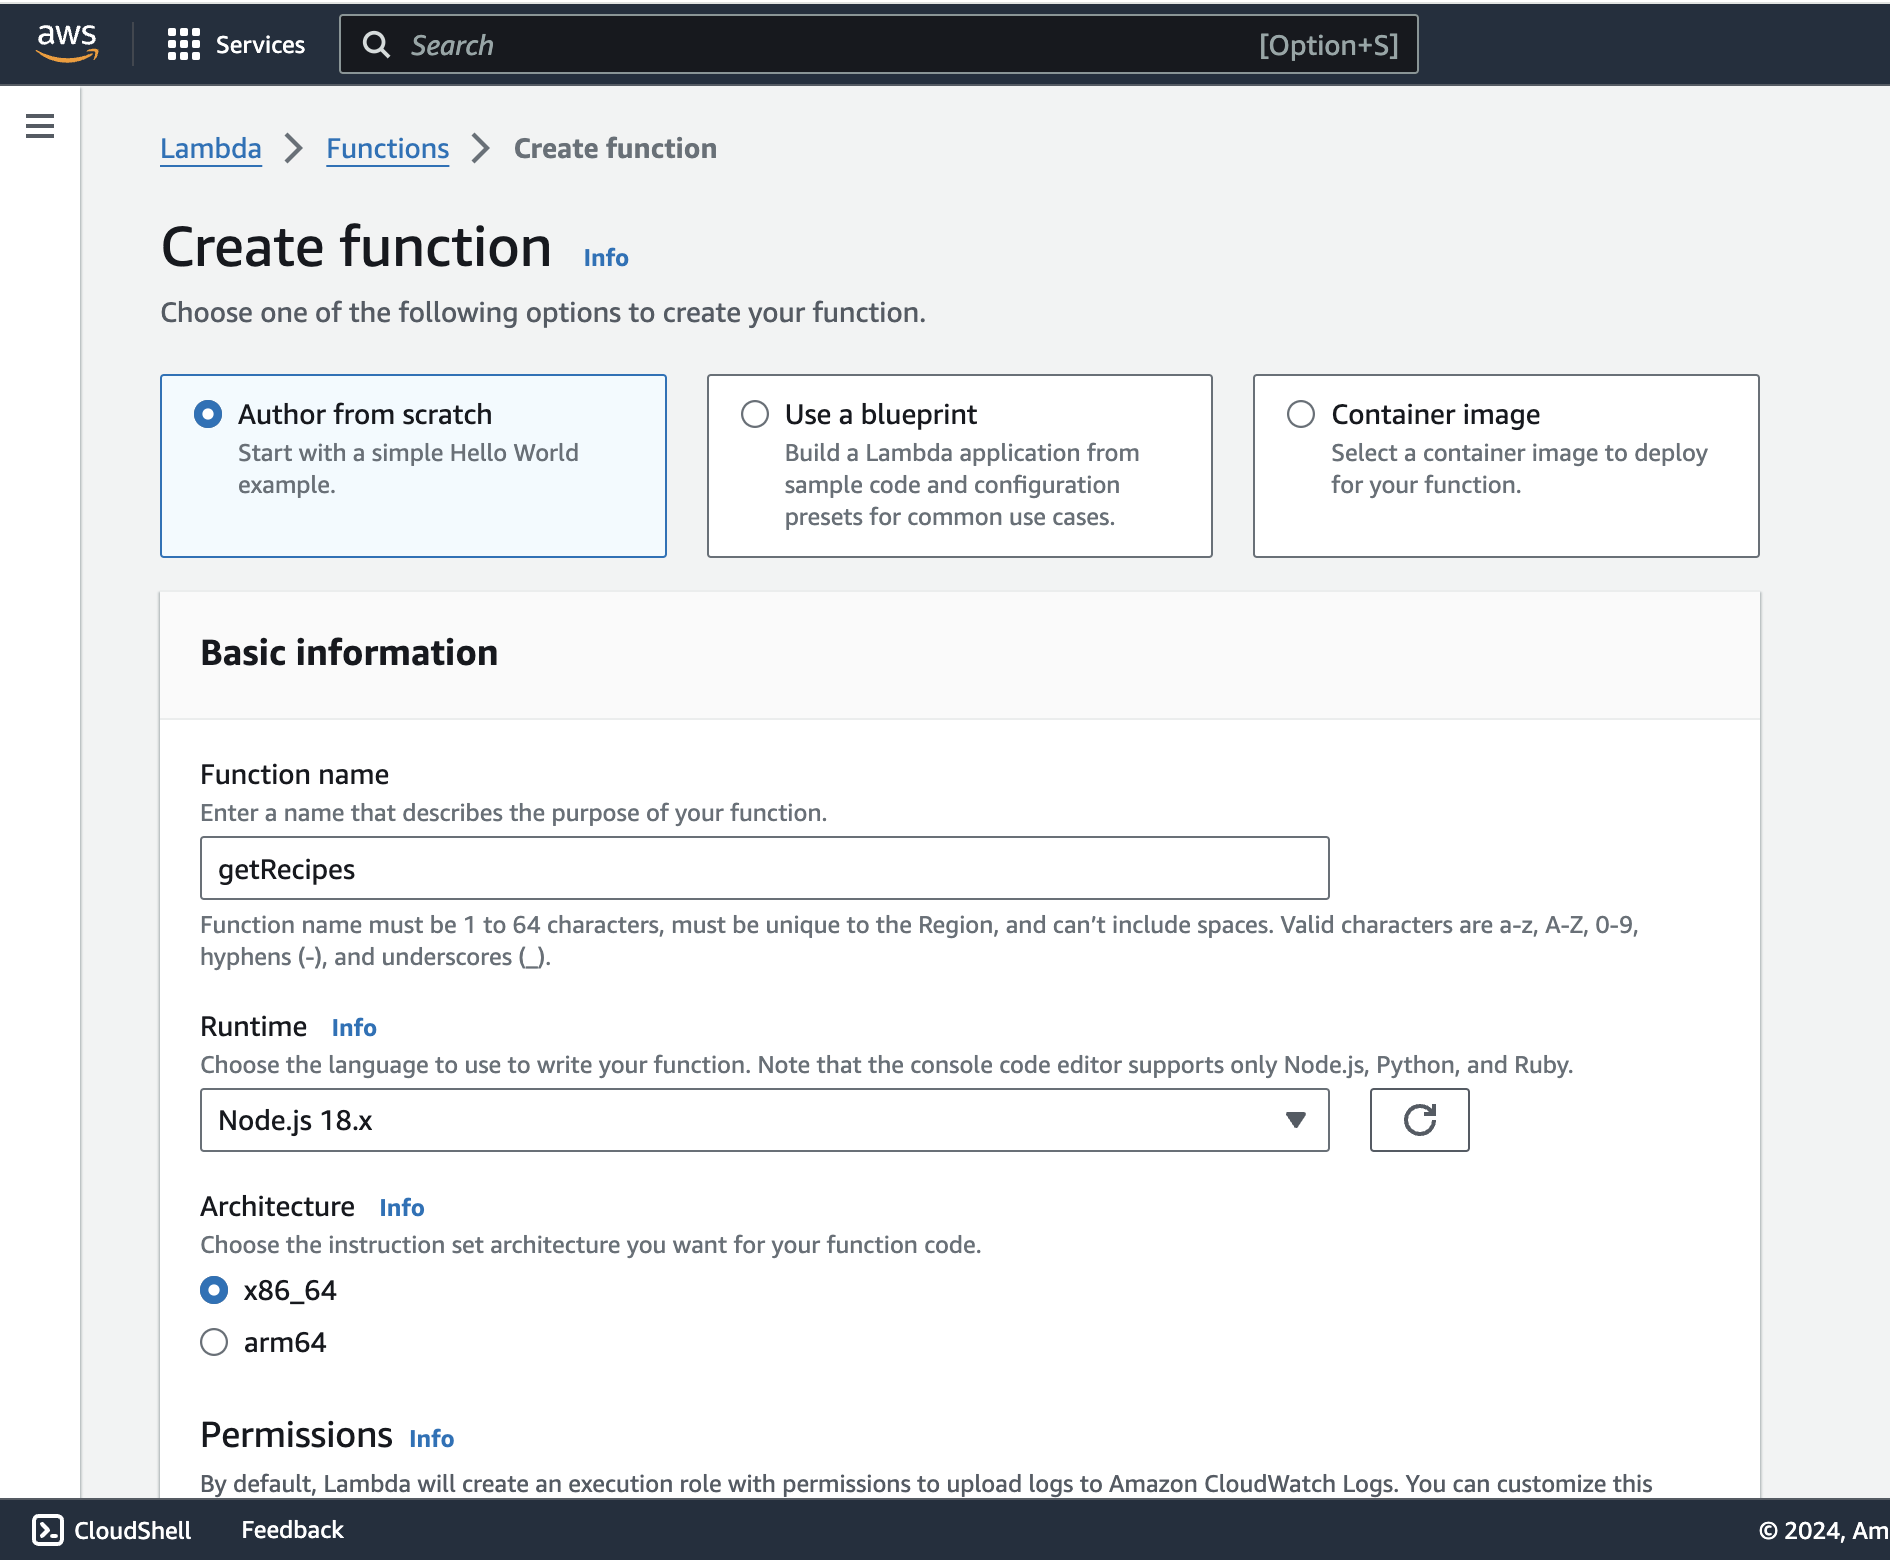 aws
Services
Search
[Option+S]
Lambda
Functions
Create function
Create function
Info
Choose one of the following options to create your function.
Author from scratch
Start with a simple Hello World
example.
Use a blueprint
Build a Lambda application from
sample code and configuration
presets for common use cases.
Container image
Select a container image to deploy
for your function.
Basic information
Function name
Enter a name that describes the purpose of your function.
getRecipes
Function name must be 1 to 64 characters, must be unique to the Region, and can’t include spaces. Valid characters are a-z, A-Z, 0-9,
hyphens (-), and underscores (_).
Runtime Info
Choose the language to use to write your function. Note that the console code editor supports only Node.js, Python, and Ruby.
Node.js 18.x
Architecture Info
Choose the instruction set architecture you want for your function code.
x86_64
arm64
Permissions Info
By default, Lambda will create an execution role with permissions to upload logs to Amazon CloudWatch Logs. You can customize this
CloudShell
Feedback
© 2024, Am